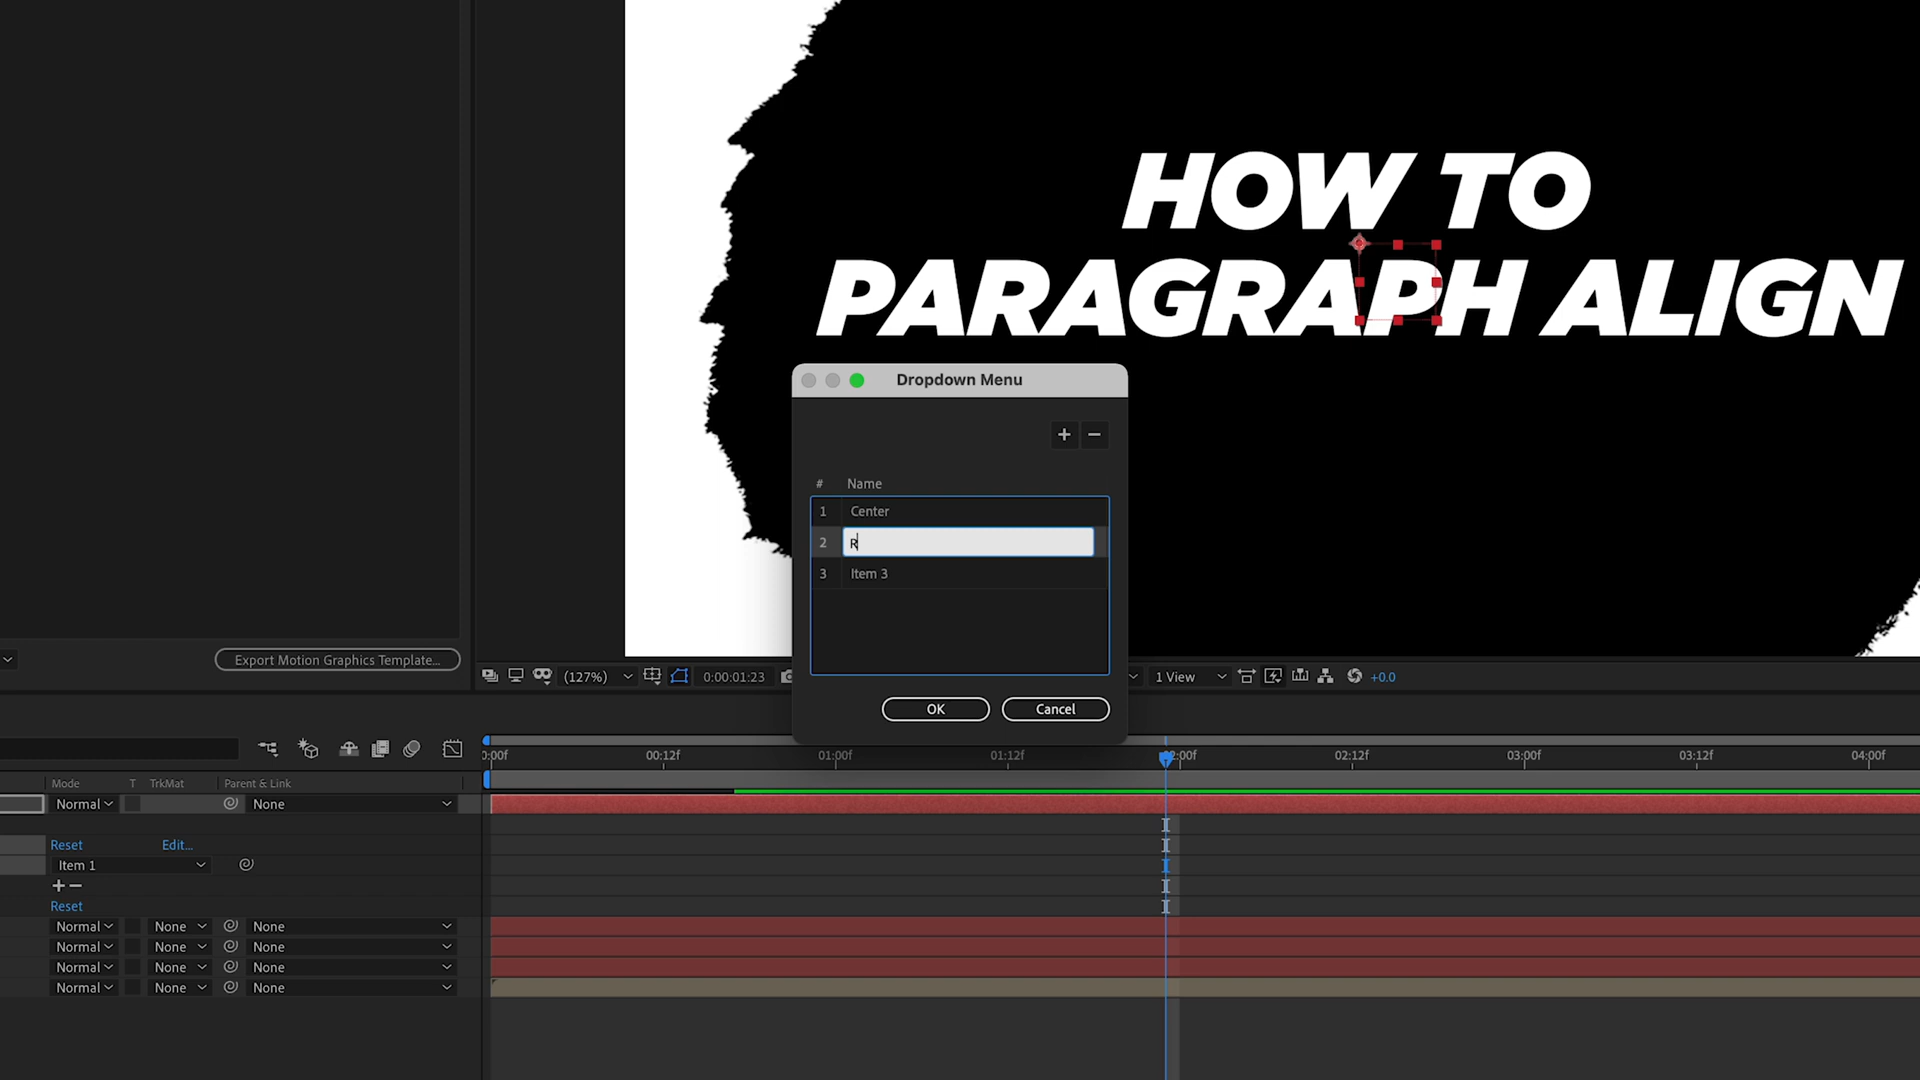 HOW TO
PARAGRAPH ALIGN
Dropdown Menu
+ −
# Name
1 Center
2 R
3 Item 3
OK Cancel
Export Motion Graphics Template...
(127%) 0:00:01:23 1 View +0.0
0:00f 00:12f 01:00f 01:12f 02:00f 02:12f 03:00f 03:12f 04:00f
Mode T TrkMat Parent & Link
Normal None
Reset Edit...
Item 1
+−
Reset
Normal None None
Normal None None
Normal None None
Normal None None